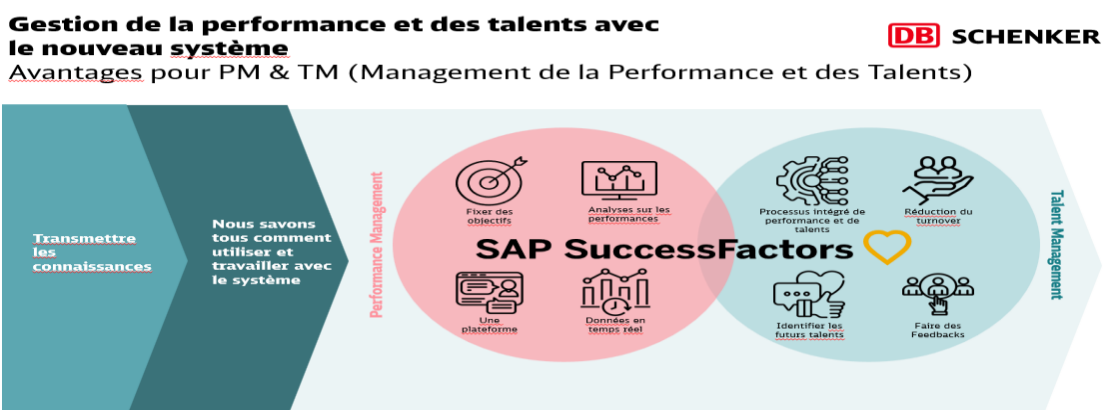 Gestion de la performance et des talents avec
le nouveau système
Avantages pour PM & TM (Management de la Performance et des Talents)
DB SCHENKER
Transmettre
les
connaissances
Nous savons
tous comment
utiliser et
travailler avec
le système
Performance Management
Fixer des
objectifs
Analyses sur les
performances
Processus intégré de
performance et de
talents
Réduction du
turnover
SAP SuccessFactors
Une
plateforme
Données en
temps réel
Identifier les
futurs talents
Faire des
Feedbacks
Talent Management